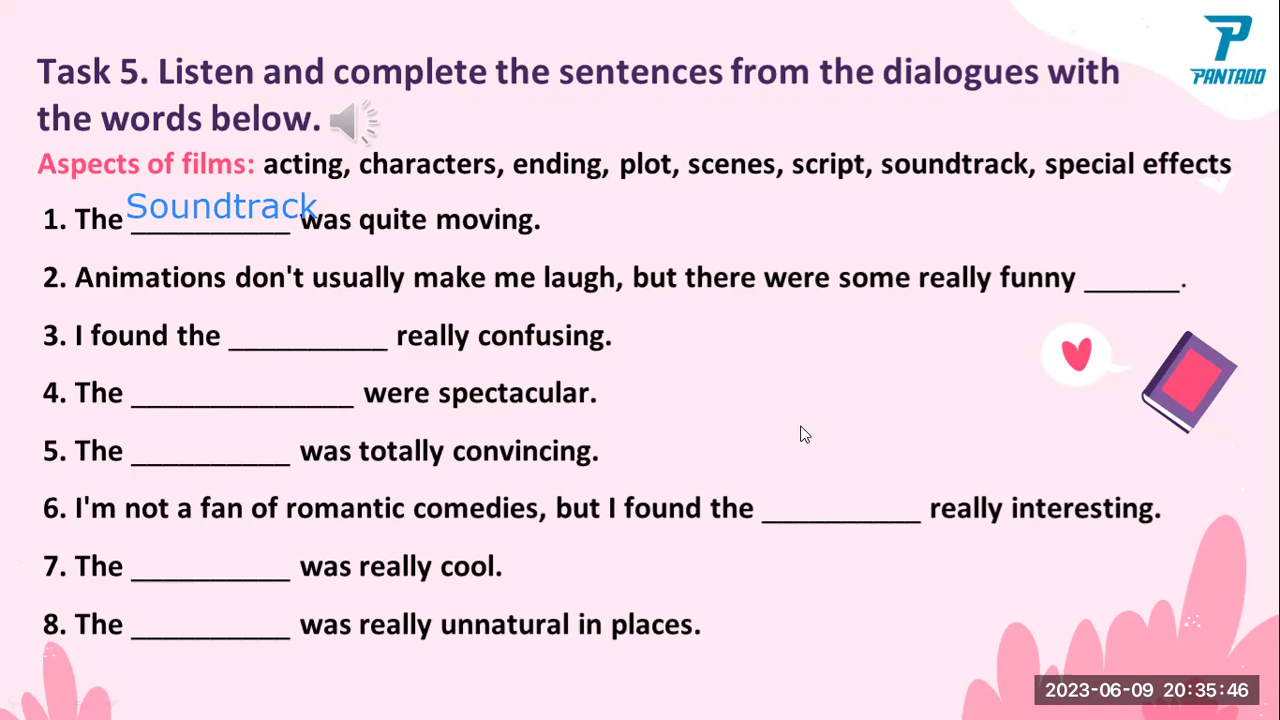 PANTADO
Task 5. Listen and complete the sentences from the dialogues with
the words below.
Aspects of films: acting, characters, ending, plot, scenes, script, soundtrack, special effects
Soundtrack
1. The __________ was quite moving.
2. Animations don't usually make me laugh, but there were some really funny ______.
3. I found the __________ really confusing.
4. The ______________ were spectacular.
5. The __________ was totally convincing.
6. I'm not a fan of romantic comedies, but I found the __________ really interesting.
7. The __________ was really cool.
8. The __________ was really unnatural in places.
2023-06-09 20:35:46